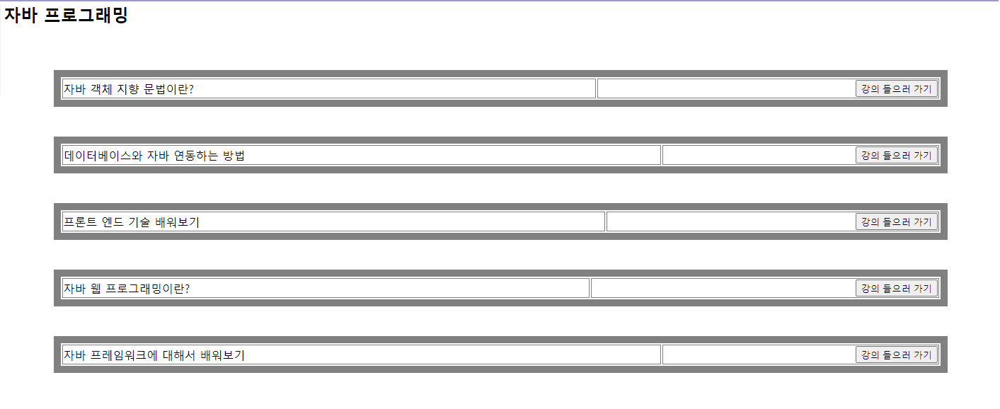 자바 프로그래밍
자바 객체 지향 문법이란? 강의 들으러 가기
데이터베이스와 자바 연동하는 방법 강의 들으러 가기
프론트 엔드 기술 배워보기 강의 들으러 가기
자바 웹 프로그래밍이란? 강의 들으러 가기
자바 프레임워크에 대해서 배워보기 강의 들으러 가기